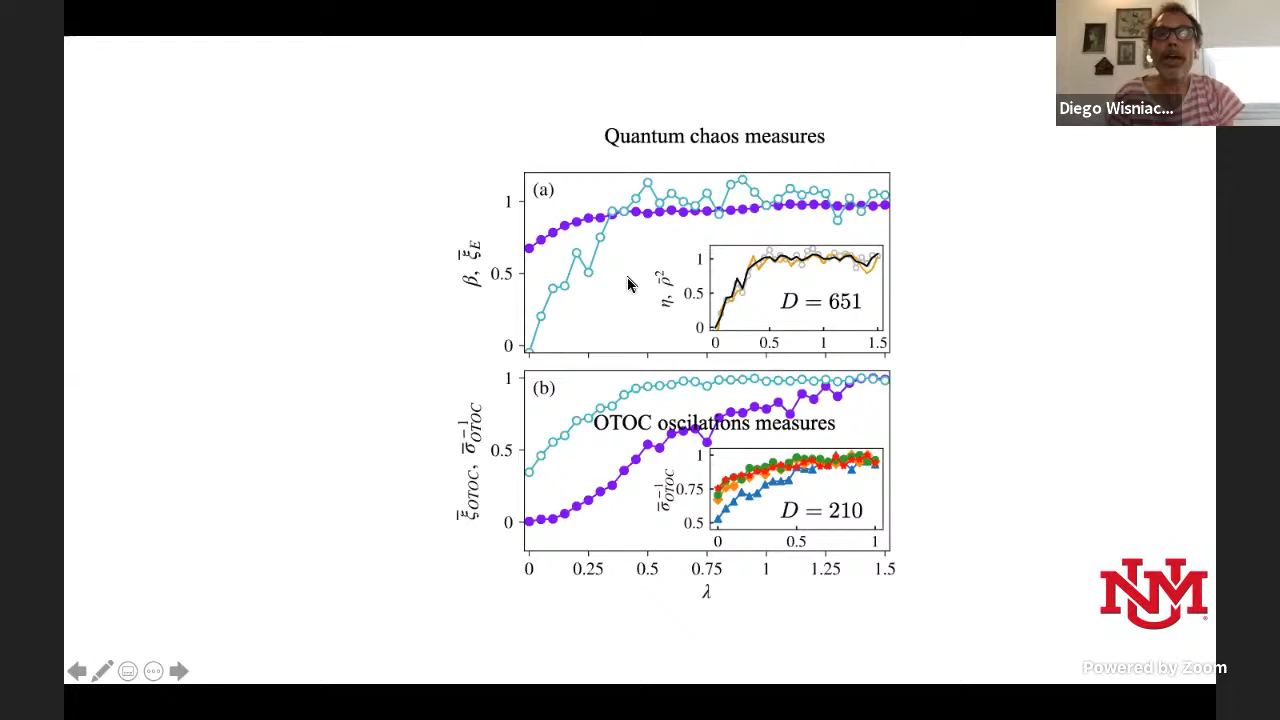 Diego Wisniac...
Quantum chaos measures
(a)
1
0.5
0
β, ξ̅_E
1
0.5
0
η, ρ̅²
D = 651
0 0.5 1 1.5
(b)
1
0.5
0
ξ̅_OTOC, σ̅⁻¹_OTOC
OTOC oscilations measures
1
0.75
0.5
σ̅⁻¹_OTOC
D = 210
0 0.5 1
0 0.25 0.5 0.75 1 1.25 1.5
λ
UNM
®
Powered by Zoom